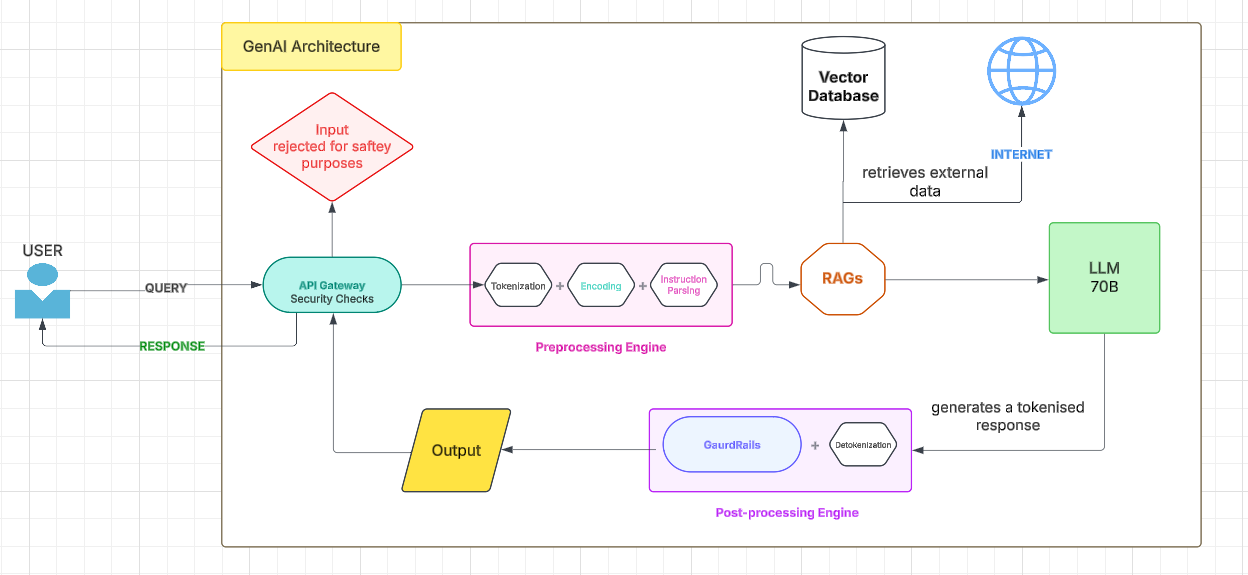 GenAI Architecture
Vector
Database
Input
rejected for saftey
purposes
INTERNET
retrieves external
data
USER
QUERY
API Gateway
Security Checks
Tokenization
+
Encoding
+
Instruction
Parsing
RAGs
LLM
70B
RESPONSE
Preprocessing Engine
generates a tokenised
response
Output
GaurdRails
+
Detokenization
Post-processing Engine